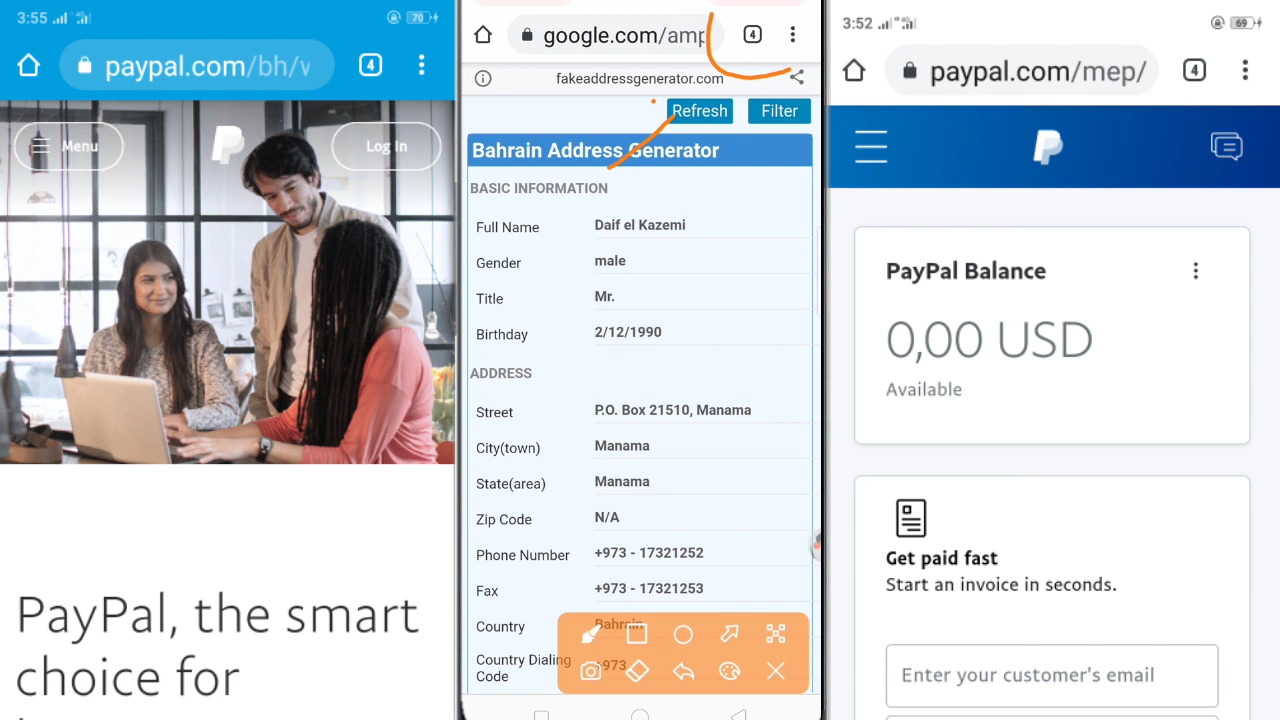 3:55
70
paypal.com/bh/
Menu
Log In
PayPal, the smart
choice for
google.com/amp
4
fakeaddressgenerator.com
Refresh
Filter
Bahrain Address Generator
BASIC INFORMATION
Full Name Daif el Kazemi
Gender male
Title Mr.
Birthday 2/12/1990
ADDRESS
Street P.O. Box 21510, Manama
City(town) Manama
State(area) Manama
Zip Code N/A
Phone Number +973 - 17321252
Fax +973 - 17321253
Country Bahrain
Country Dialing
Code +973
3:52
69
paypal.com/mep/
4
PayPal Balance
0,00 USD
Available
Get paid fast
Start an invoice in seconds.
Enter your customer's email